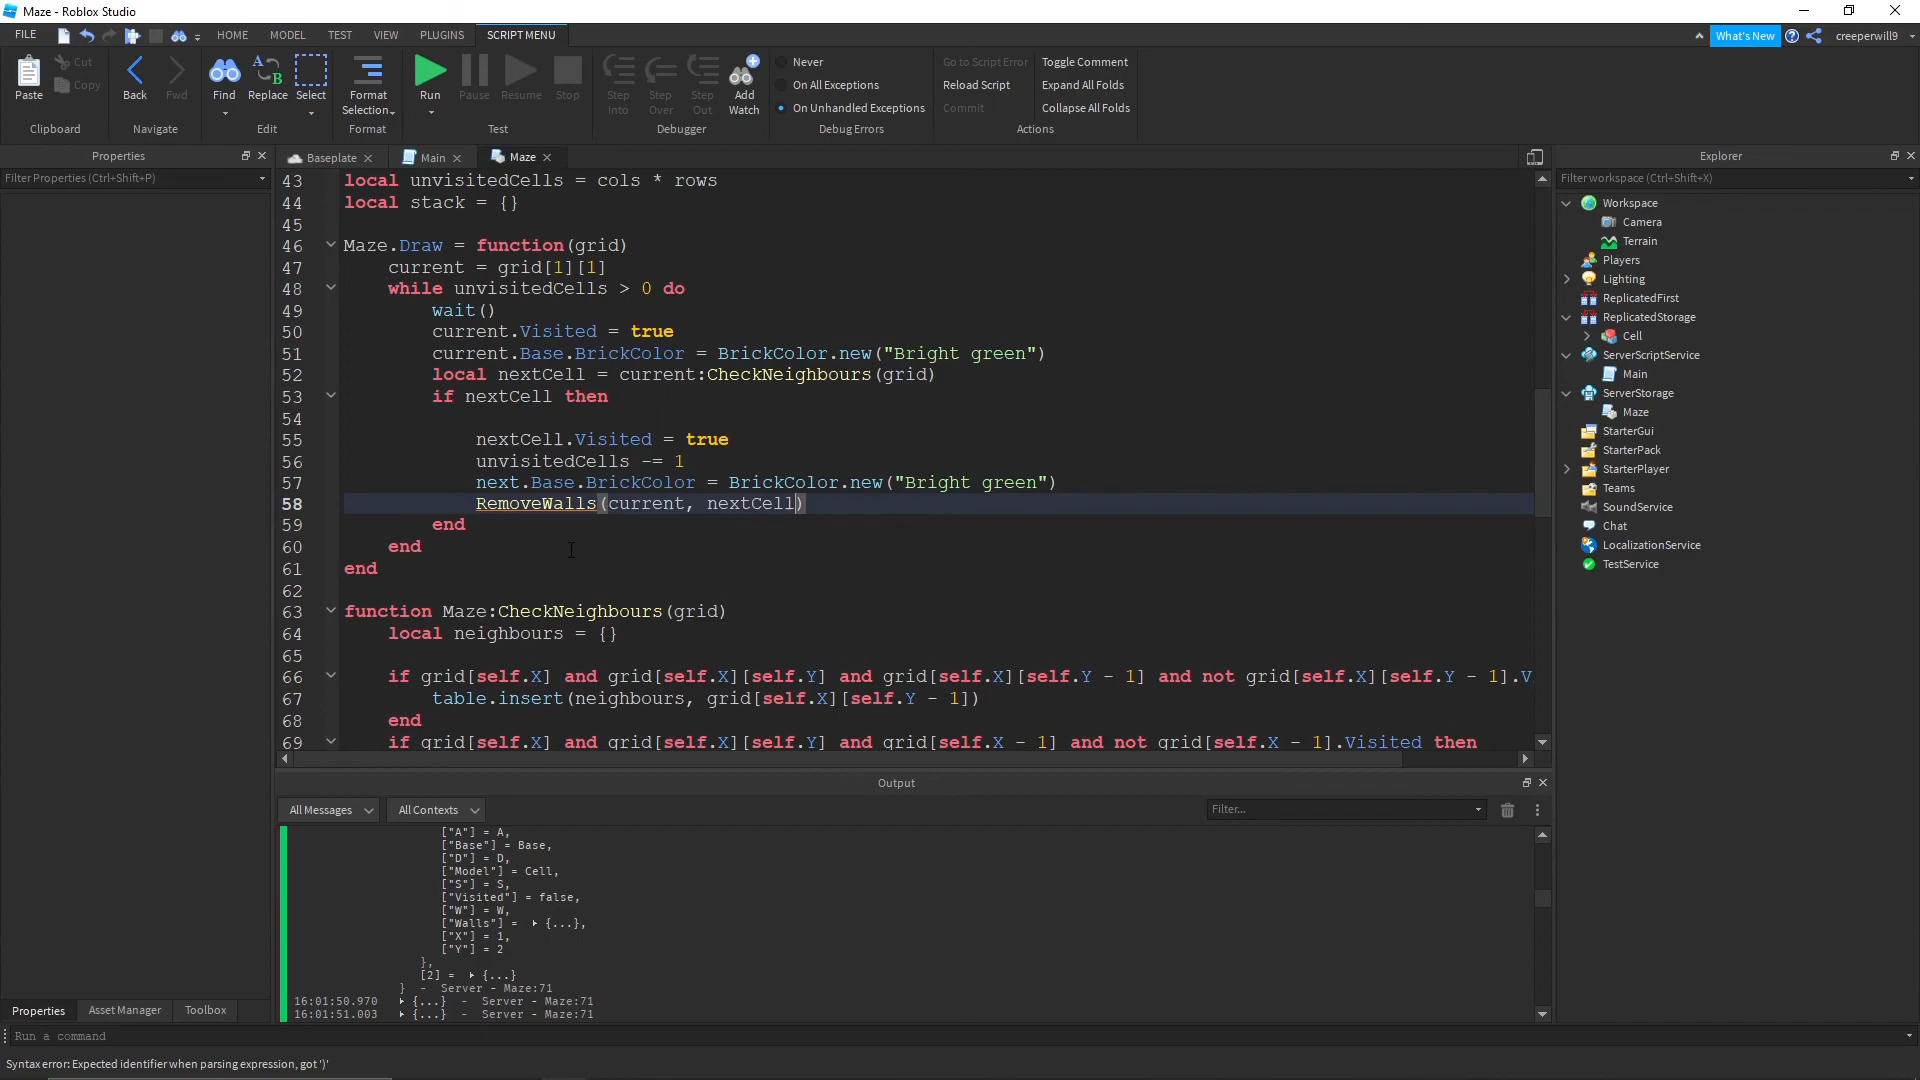 Maze - Roblox Studio
FILE HOME MODEL TEST VIEW PLUGINS SCRIPT MENU What's New creeperwill9
Paste Cut Copy Back Fwd Find Replace Select Format Selection Run Pause Resume Stop Step Into Step Over Step Out Add Watch
Never
On All Exceptions
On Unhandled Exceptions
Go to Script Error
Reload Script
Commit
Toggle Comment
Expand All Folds
Collapse All Folds
Clipboard Navigate Edit Format Test Debugger Debug Errors Actions
Properties
Filter Properties (Ctrl+Shift+P)
Baseplate Main Maze
43 local unvisitedCells = cols * rows
44 local stack = {}
45
46 Maze.Draw = function(grid)
47 current = grid[1][1]
48 while unvisitedCells > 0 do
49 wait()
50 current.Visited = true
51 current.Base.BrickColor = BrickColor.new("Bright green")
52 local nextCell = current:CheckNeighbours(grid)
53 if nextCell then
54
55 nextCell.Visited = true
56 unvisitedCells -= 1
57 next.Base.BrickColor = BrickColor.new("Bright green")
58 RemoveWalls(current, nextCell)
59 end
60 end
61 end
62
63 function Maze:CheckNeighbours(grid)
64 local neighbours = {}
65
66 if grid[self.X] and grid[self.X][self.Y] and grid[self.X][self.Y - 1] and not grid[self.X][self.Y - 1].V
67 table.insert(neighbours, grid[self.X][self.Y - 1])
68 end
69 if grid[self.X] and grid[self.X][self.Y] and grid[self.X - 1] and not grid[self.X - 1].Visited then
Output
All Messages All Contexts Filter...
["A"] = A,
["Base"] = Base,
["D"] = D,
["Model"] = Cell,
["S"] = S,
["Visited"] = false,
["W"] = W,
["Walls"] = {...},
["X"] = 1,
["Y"] = 2
},
[2] = {...}
} - Server - Maze:71
16:01:50.970 {...} - Server - Maze:71
16:01:51.003 {...} - Server - Maze:71
Explorer
Filter workspace (Ctrl+Shift+X)
Workspace
Camera
Terrain
Players
Lighting
ReplicatedFirst
ReplicatedStorage
Cell
ServerScriptService
Main
ServerStorage
Maze
StarterGui
StarterPack
StarterPlayer
Teams
SoundService
Chat
LocalizationService
TestService
Properties Asset Manager Toolbox
Run a command
Syntax error: Expected identifier when parsing expression, got ')'